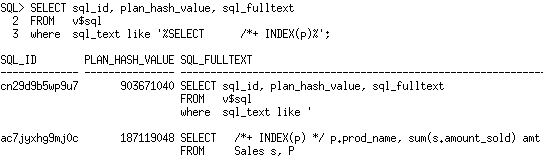 SQL> SELECT sql_id, plan_hash_value, sql_fulltext
2 FROM v$sql
3 where sql_text like '%SELECT /*+ INDEX(p)%';
SQL_ID PLAN_HASH_VALUE SQL_FULLTEXT
------------- --------------- --------------------------------------------------
cn29d9b5wp9u7 903671040 SELECT sql_id, plan_hash_value, sql_fulltext
FROM v$sql
where sql_text like '
ac7jyxhg9mj0c 187119048 SELECT /*+ INDEX(p) */ p.prod_name, sum(s.amount_sold) amt
FROM Sales s, P